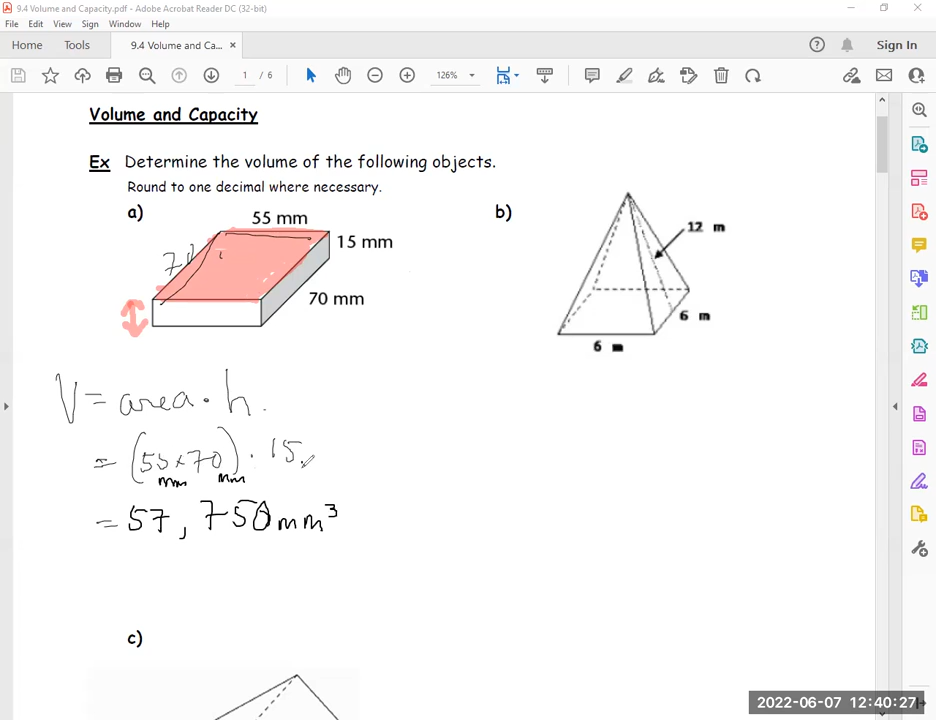 9.4 Volume and Capacity.pdf - Adobe Acrobat Reader DC (32-bit)
File Edit View Sign Window Help
Home Tools 9.4 Volume and Ca... × Sign In
1 / 6 126%
Volume and Capacity
Ex Determine the volume of the following objects.
Round to one decimal where necessary.
a)
55 mm
15 mm
70 mm
b)
12 m
6 m
6 m
V = area · h.
= (55 × 70) · 15
mm mm
= 57, 750 mm³
c)
2022-06-07 12:40:27